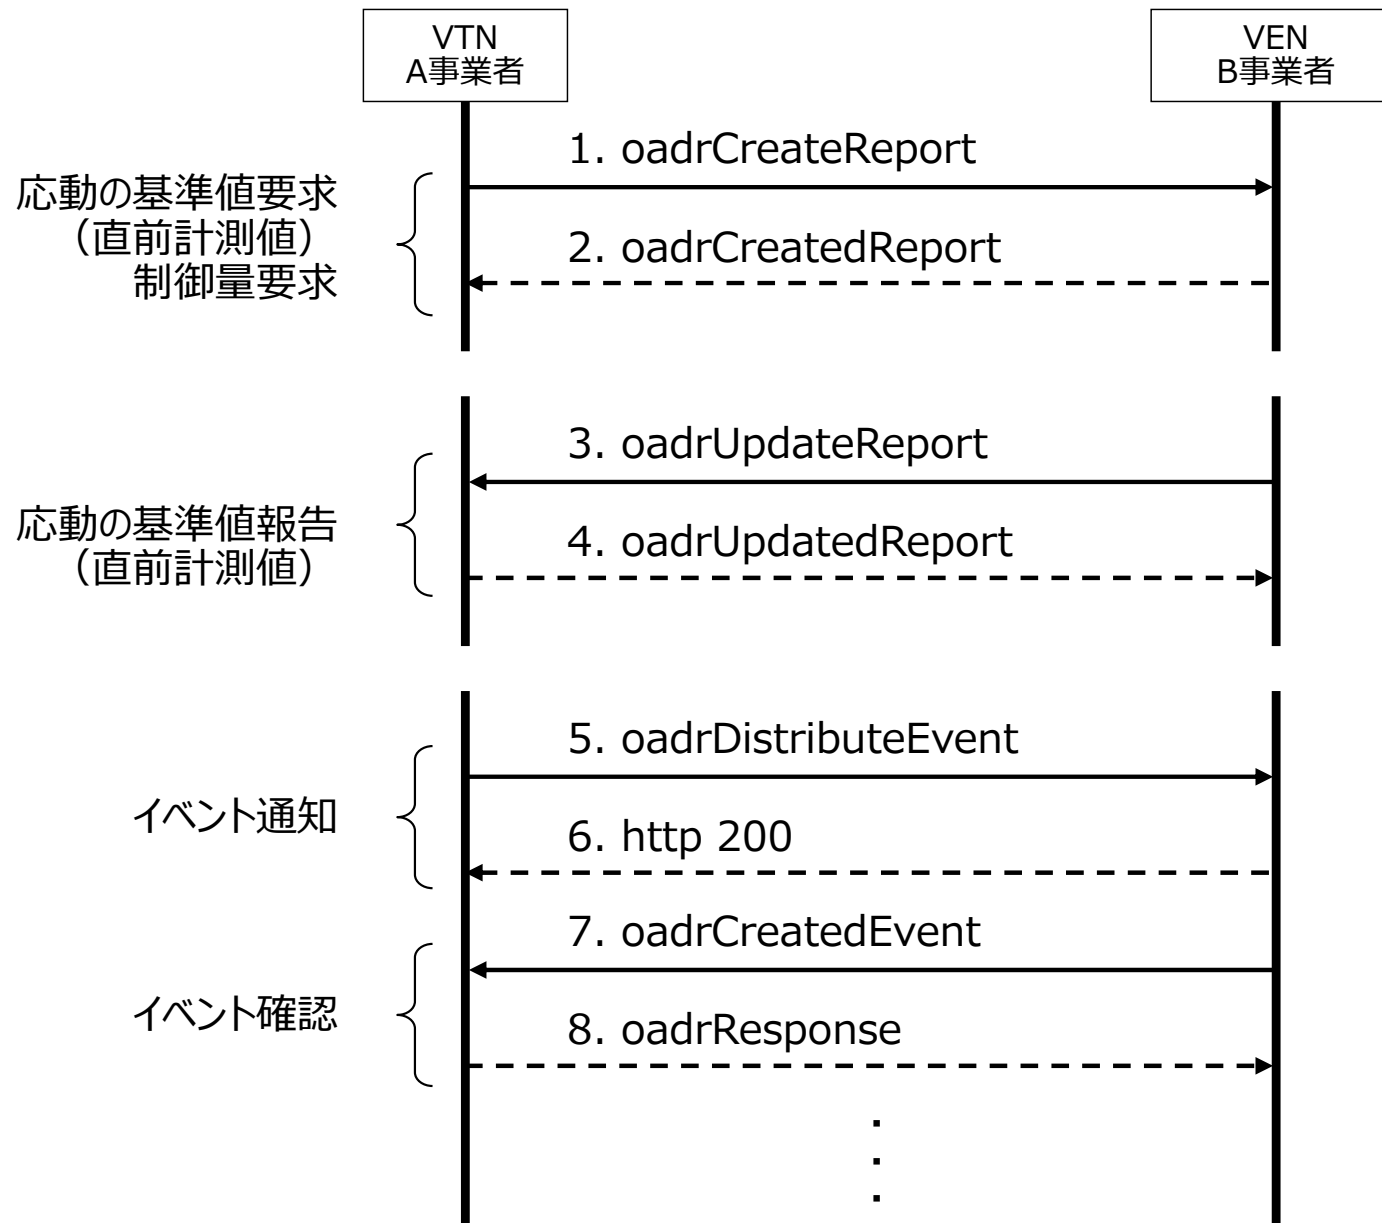 VTN
A事業者
VEN
B事業者
1. oadrCreateReport
応動の基準値要求
（直前計測値）
制御量要求
2. oadrCreatedReport
3. oadrUpdateReport
応動の基準値報告
（直前計測値）
4. oadrUpdatedReport
5. oadrDistributeEvent
イベント通知
6. http 200
7. oadrCreatedEvent
イベント確認
8. oadrResponse
.
.
.